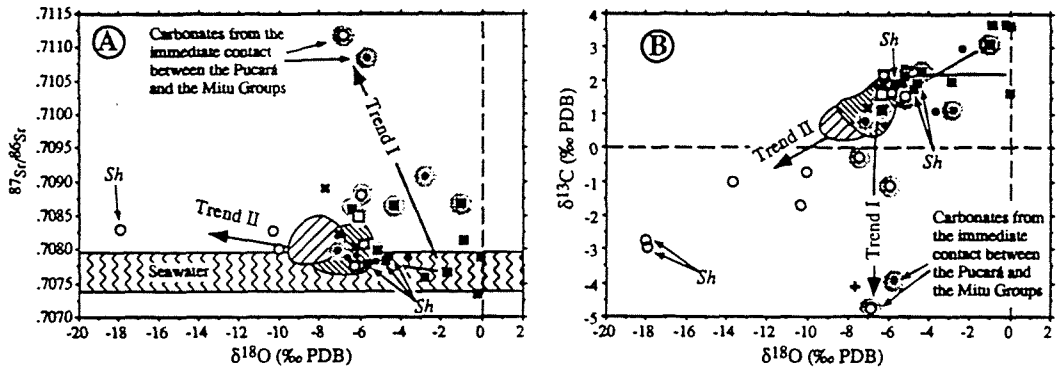 A
Carbonates from the
immediate contact
between the Pucará
and the Mitu Groups
Trend I
Trend II
Sh
Seawater
Sh
87Sr/86Sr
.7115
.7110
.7105
.7100
.7095
.7090
.7085
.7080
.7075
.7070
-20 -18 -16 -14 -12 -10 -8 -6 -4 -2 0 2
δ18O (‰ PDB)
B
Sh
Trend II
Sh
Trend I
Carbonates from
the immediate
contact between
the Pucará and
the Mitu Groups
Sh
δ13C (‰ PDB)
4
3
2
1
0
-1
-2
-3
-4
-5
-20 -18 -16 -14 -12 -10 -8 -6 -4 -2 0 2
δ18O (‰ PDB)